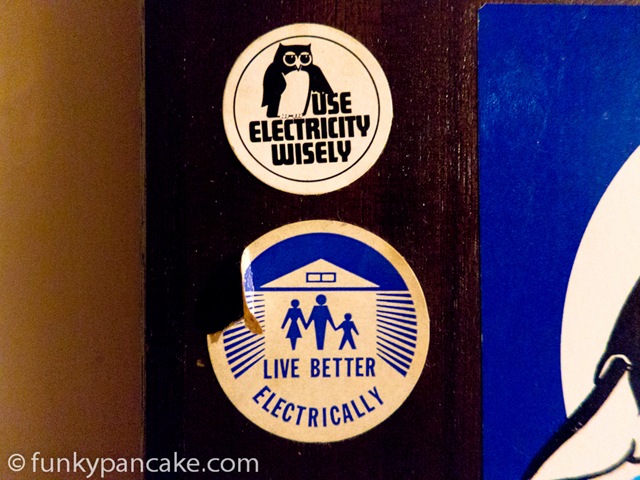 USE
ELECTRICITY
WISELY
LIVE BETTER
ELECTRICALLY
© funkypancake.com